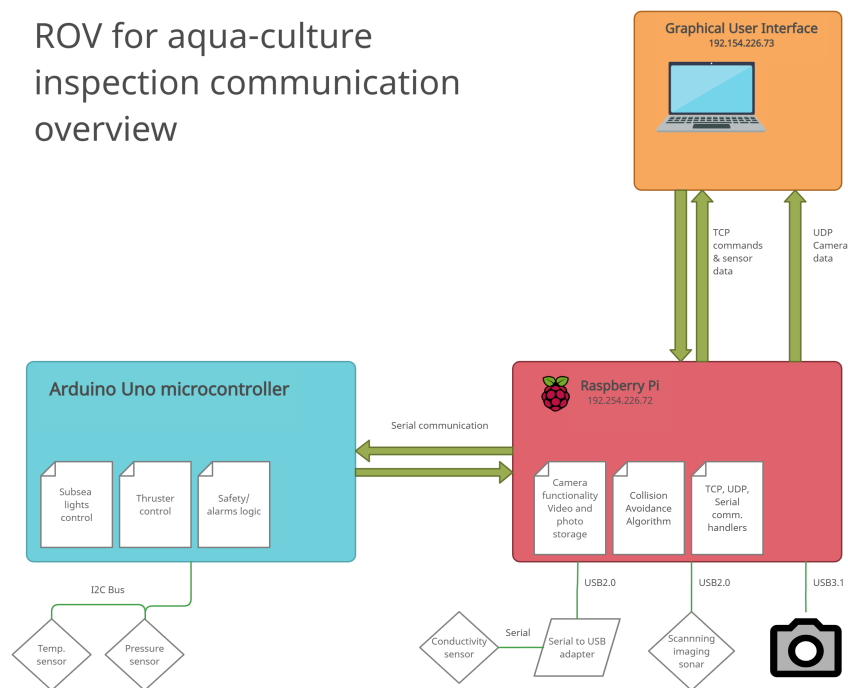 ROV for aqua-culture
inspection communication
overview
Graphical User Interface
192.154.226.73
TCP
commands
& sensor
data
UDP
Camera
data
Arduino Uno microcontroller
Subsea
lights
control
Thruster
control
Safety/
alarms logic
Serial communication
Raspberry Pi
192.254.226.72
Camera
functionality
Video and
photo
storage
Collision
Avoidance
Algorithm
TCP, UDP,
Serial
comm.
handlers
I2C Bus
Temp.
sensor
Pressure
sensor
USB2.0
USB2.0
USB3.1
Conductivity
sensor
Serial
Serial to USB
adapter
Scannning
imaging
sonar